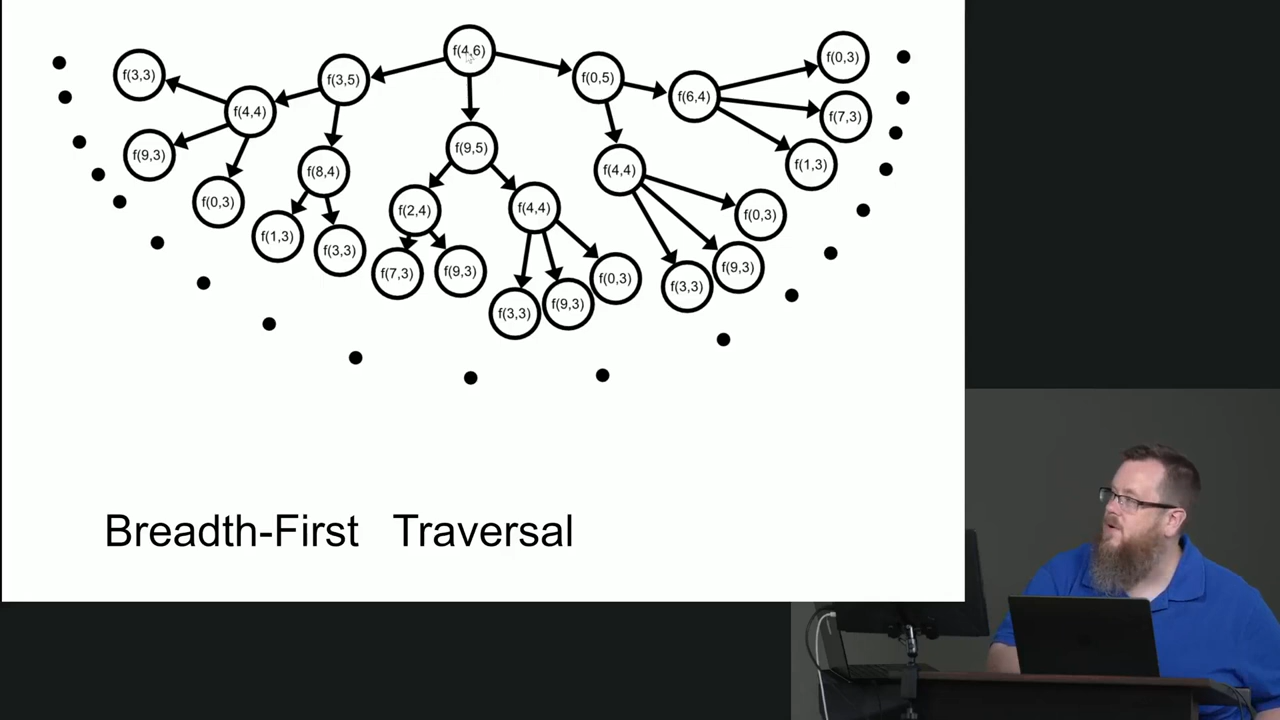 f(4,6)
f(3,5)
f(9,5)
f(0,5)
f(4,4)
f(8,4)
f(2,4)
f(4,4)
f(4,4)
f(6,4)
f(3,3)
f(9,3)
f(0,3)
f(1,3)
f(3,3)
f(7,3)
f(9,3)
f(3,3)
f(9,3)
f(0,3)
f(3,3)
f(9,3)
f(0,3)
f(0,3)
f(7,3)
f(1,3)
Breadth-First Traversal